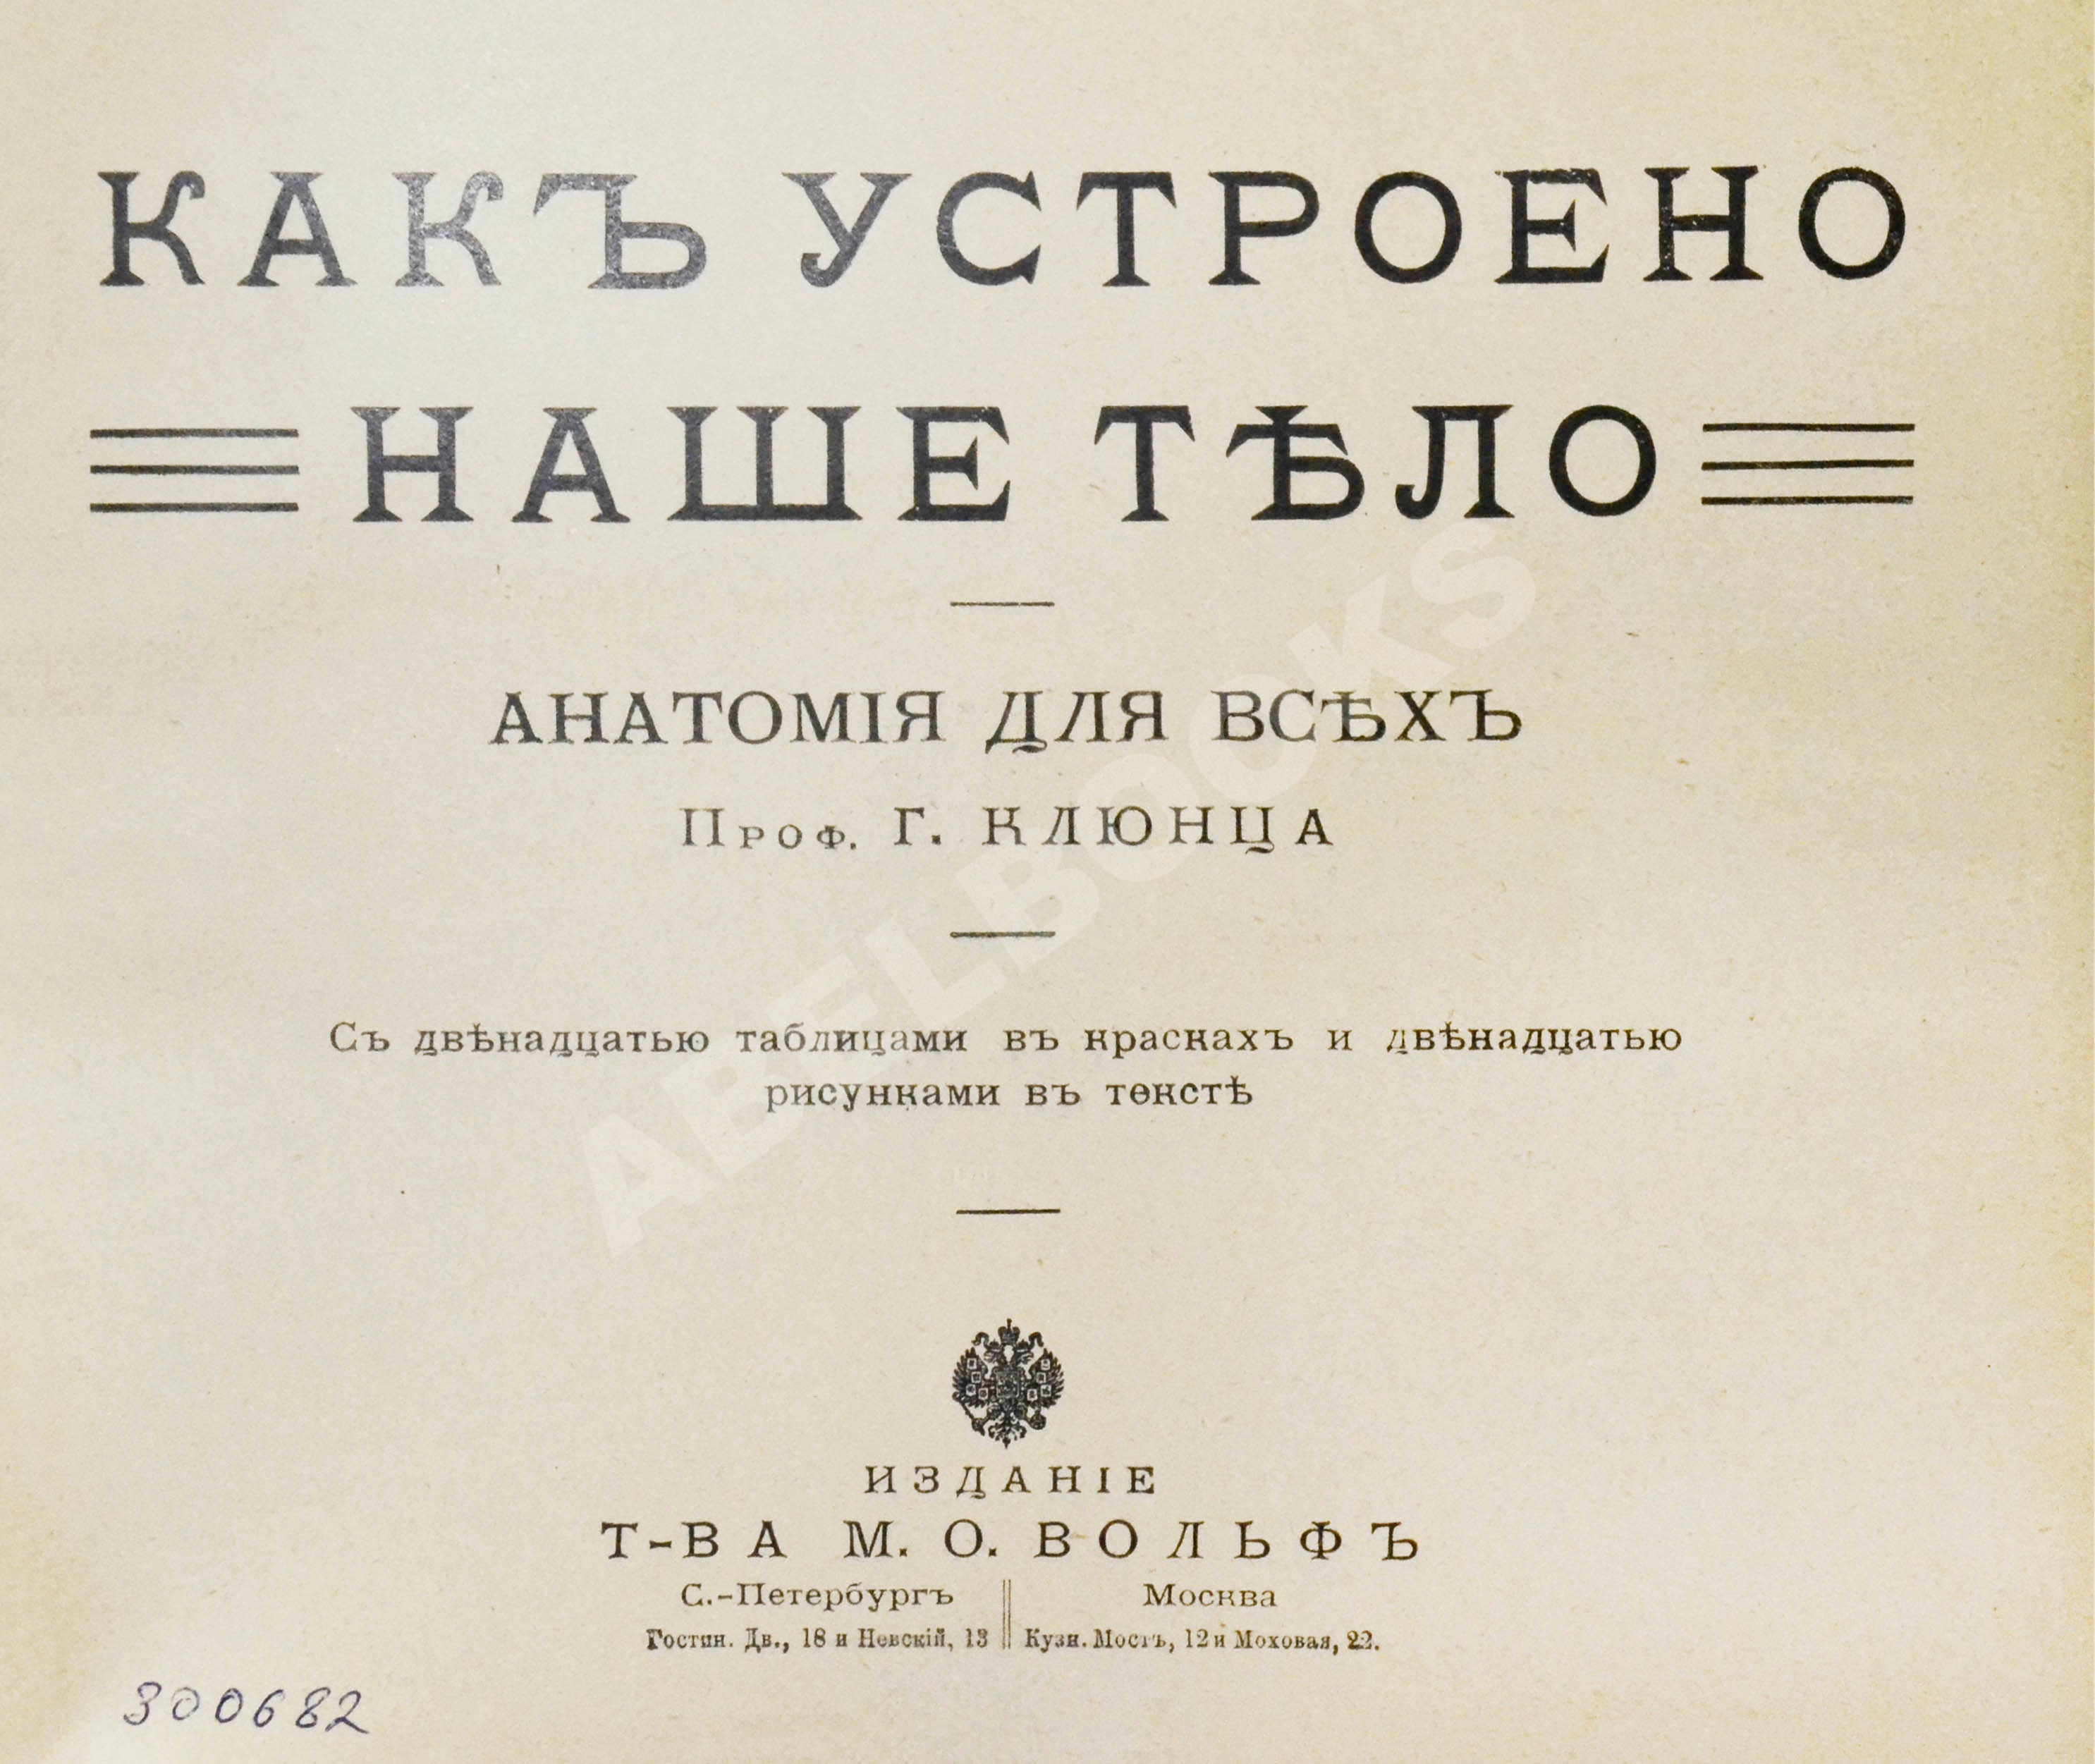 КАКЪ УСТРОЕНО
НАШЕ ТѢЛО
АНАТОМІЯ ДЛЯ ВСѢХЪ
Проф. Г. КЛЮНЦА
Съ двѣнадцатью таблицами въ краскахъ и двѣнадцатью
рисунками въ текстѣ
ИЗДАНІЕ
Т-ВА М. О. ВОЛЬФЪ
С.-Петербургъ
Гостин. Дв., 18 и Невскій, 13
Москва
Кузн. Мостъ, 12 и Моховая, 22.
300682
ABELBOOKS